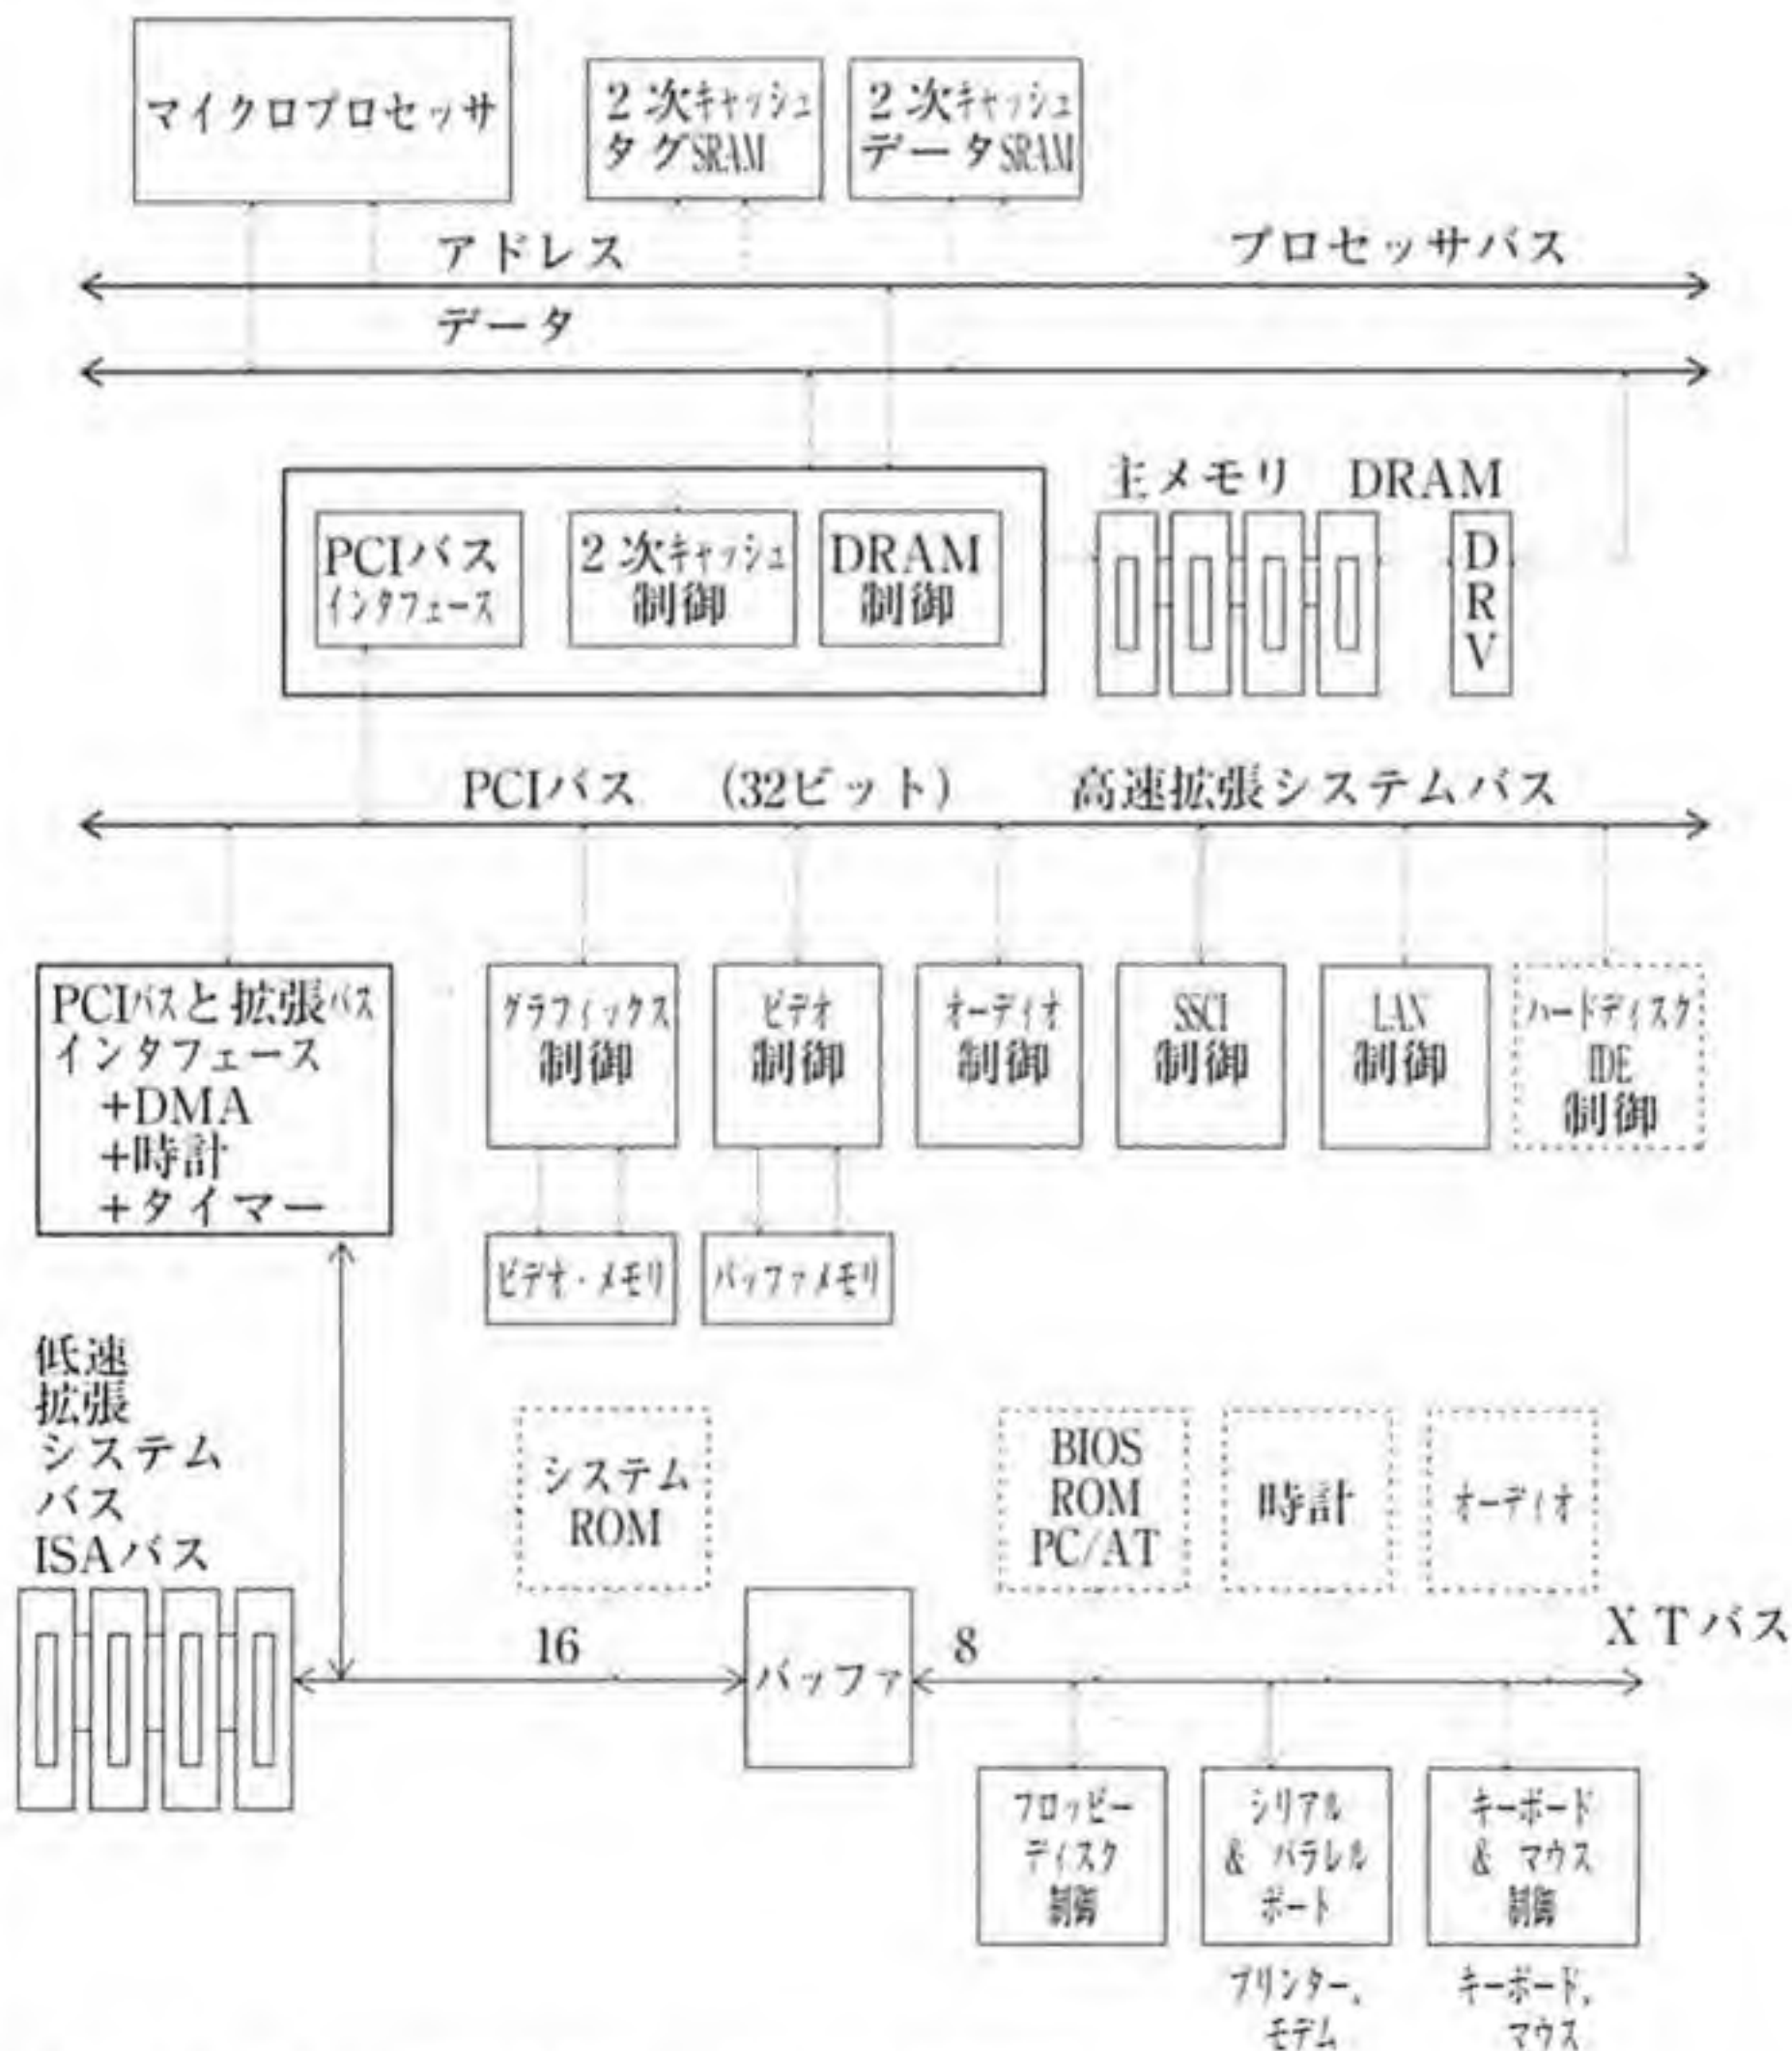 マイクロプロセッサ
２次キャッシュ
タグSRAM
２次キャッシュ
データSRAM
アドレス
プロセッサバス
データ
主メモリ DRAM
PCIバス
インタフェース
２次キャッシュ
制御
DRAM
制御
D
R
V
PCIバス (32ビット) 高速拡張システムバス
PCIバスと拡張バス
インタフェース
+DMA
+時計
+タイマー
グラフィックス
制御
ビデオ
制御
オーディオ
制御
SSCI
制御
LAN
制御
ハードディスク
IDE
制御
ビデオ・メモリ
バッファメモリ
低速
拡張
システム
バス
ISAバス
システム
ROM
BIOS
ROM
PC/AT
時計
オーディオ
16
バッファ
8
XTバス
フロッピー
ディスク
制御
シリアル
& パラレル
ポート
キーボード
& マウス
制御
プリンター、
モデム
キーボード、
マウス